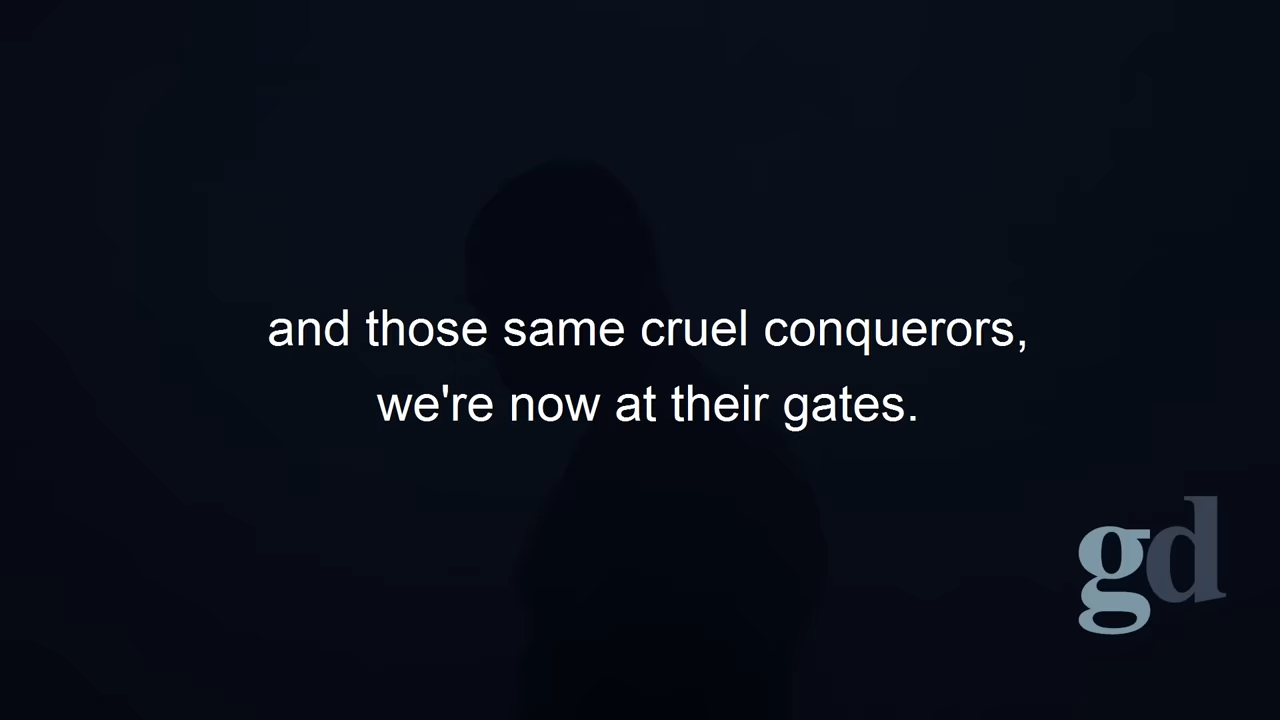 and those same cruel conquerors,
we're now at their gates.
gd